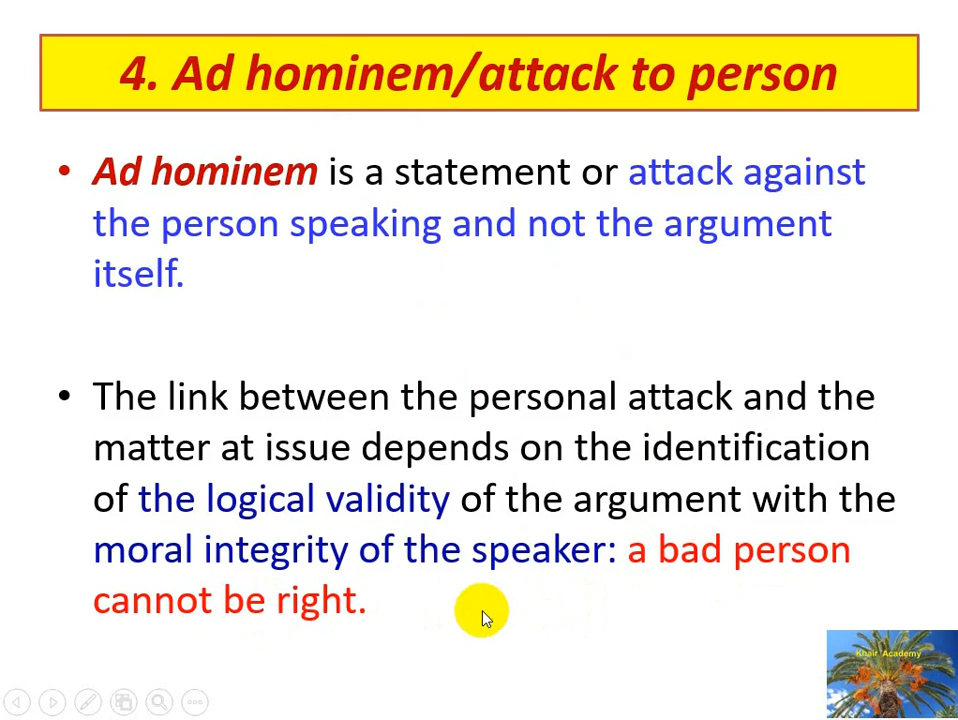 4. Ad hominem/attack to person
• Ad hominem is a statement or attack against
the person speaking and not the argument
itself.
• The link between the personal attack and the
matter at issue depends on the identification
of the logical validity of the argument with the
moral integrity of the speaker: a bad person
cannot be right.
Khair Academy